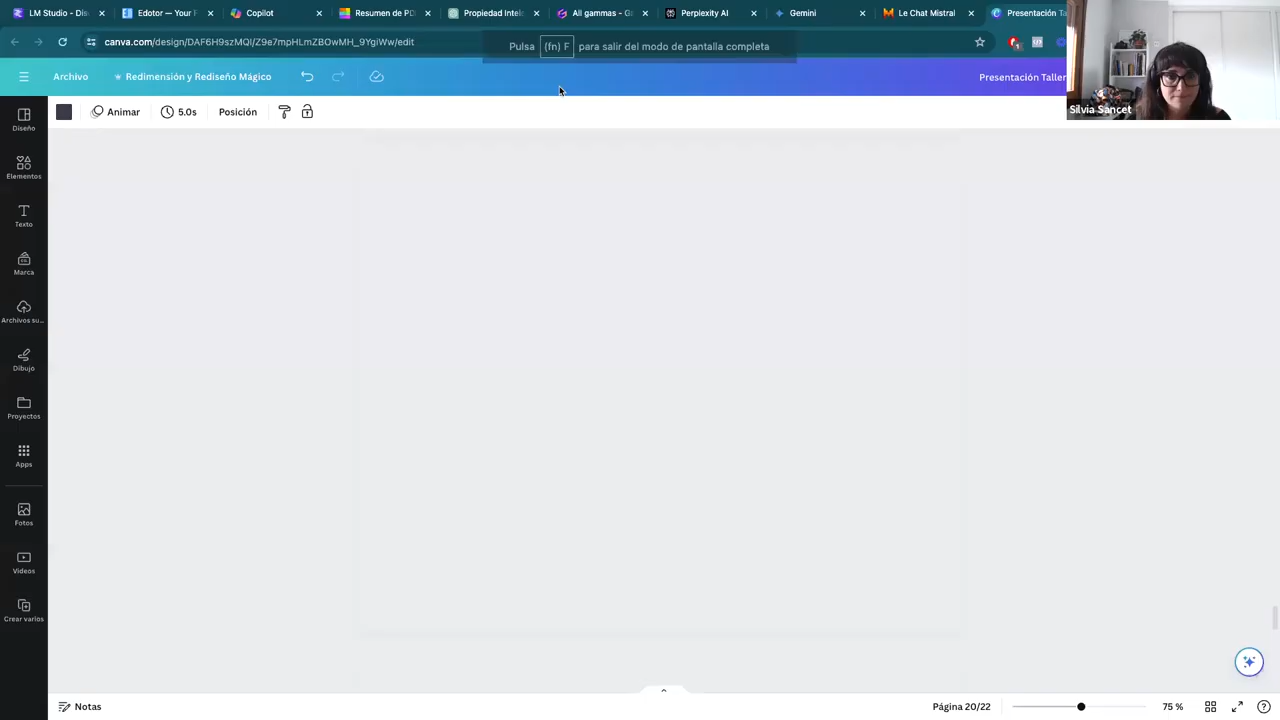 LM Studio - Dis
Edotor — Your F
Copilot
Resumen de PD
Propiedad Intel
All gammas - Ga
Perplexity AI
Gemini
Le Chat Mistral
Presentación Ta
canva.com/design/DAF6H9szMQI/Z9e7mpHLmZBOwMH_9YgiWw/edit
Pulsa (fn) F para salir del modo de pantalla completa
Archivo
Redimensión y Rediseño Mágico
Presentación Taller
Animar
5.0s
Posición
Silvia Sancet
Diseño
Elementos
Texto
Marca
Archivos su...
Dibujo
Proyectos
Apps
Fotos
Videos
Crear varios
Notas
Página 20/22
75 %